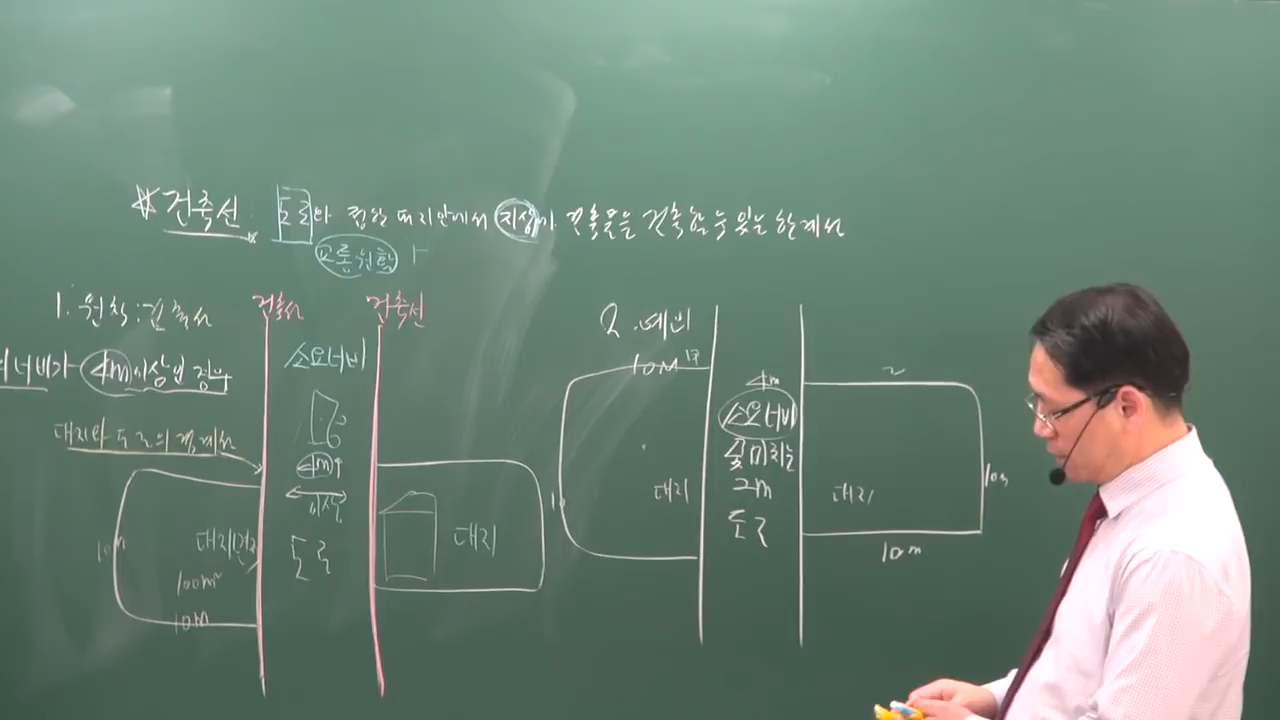 * 건축선 도로와 접한 대지안에서 지상에 건축물을 건축할 수 있는 한계선
교통원활
1. 원칙: 건축선
너비가 4m이상인 경우
대지와 도로의 경계선
건축선
건축선
소요너비
4m↑
이상
도로
10m
대지면적
100m²
10m
대지
2. 예외
10M
甲
4m
소요너비
못미치는
2m
도로
대지
乙
대지
10m
10m